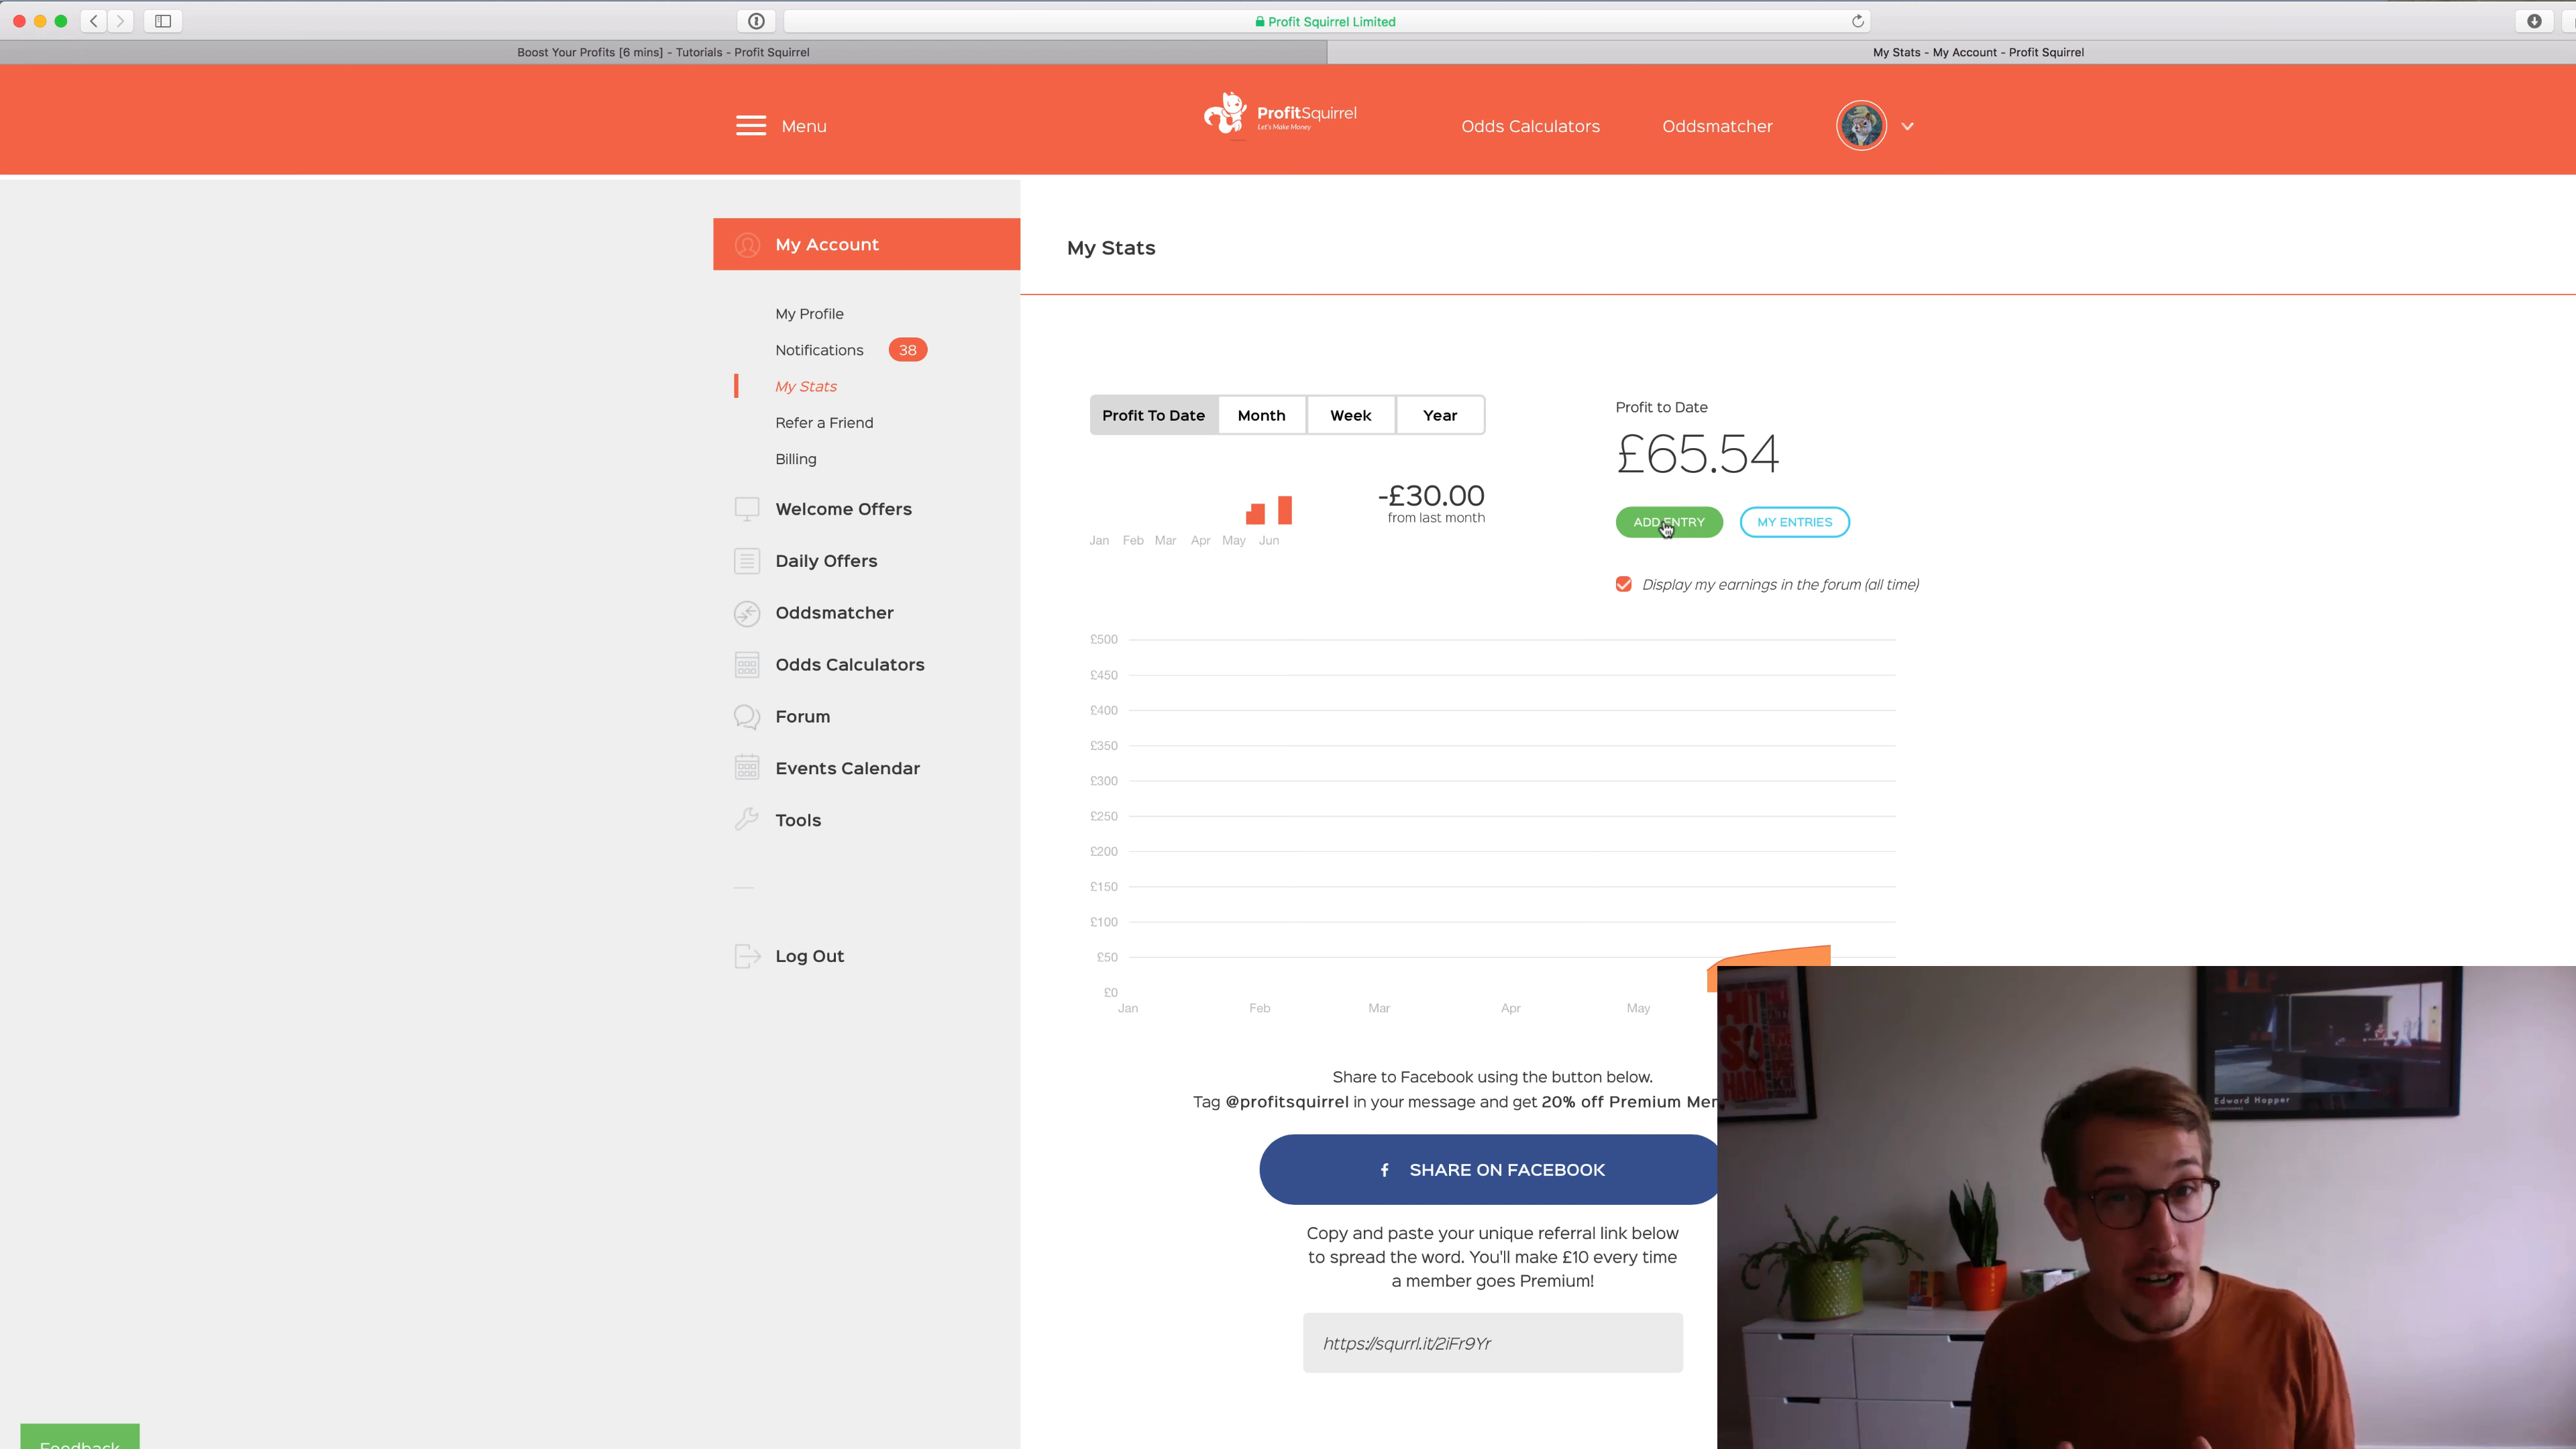 Profit Squirrel Limited
Boost Your Profits [6 mins] - Tutorials - Profit Squirrel
My Stats - My Account - Profit Squirrel
Menu
ProfitSquirrel
Let's Make Money
Odds Calculators
Oddsmatcher
My Account
My Profile
Notifications 38
My Stats
Refer a Friend
Billing
Welcome Offers
Daily Offers
Oddsmatcher
Odds Calculators
Forum
Events Calendar
Tools
Log Out
Feedback
My Stats
Profit To Date Month Week Year
-£30.00
from last month
Jan Feb Mar Apr May Jun
Profit to Date
£65.54
ADD ENTRY MY ENTRIES
Display my earnings in the forum (all time)
£500
£450
£400
£350
£300
£250
£200
£150
£100
£50
£0
Jan Feb Mar Apr May
Share to Facebook using the button below.
Tag @profitsquirrel in your message and get 20% off Premium Mer
f SHARE ON FACEBOOK
Copy and paste your unique referral link below
to spread the word. You'll make £10 every time
a member goes Premium!
https://squrrl.it/2iFr9Yr
Edward Hopper